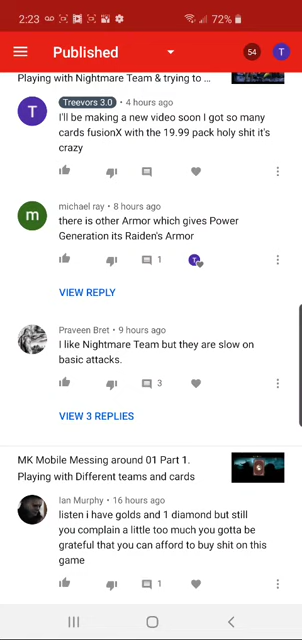 2:23 72%
Published 54 T
Playing with Nightmare Team & trying to ...
T Treevors 3.0 • 4 hours ago
I'll be making a new video soon I got so many
cards fusionX with the 19.99 pack holy shit it's
crazy
m michael ray • 8 hours ago
there is other Armor which gives Power
Generation its Raiden's Armor
1 T
VIEW REPLY
Praveen Bret • 9 hours ago
I like Nightmare Team but they are slow on
basic attacks.
3
VIEW 3 REPLIES
MK Mobile Messing around 01 Part 1.
Playing with Different teams and cards
Ian Murphy • 16 hours ago
listen i have golds and 1 diamond but still
you complain a little too much you gotta be
grateful that you can afford to buy shit on this
game
1